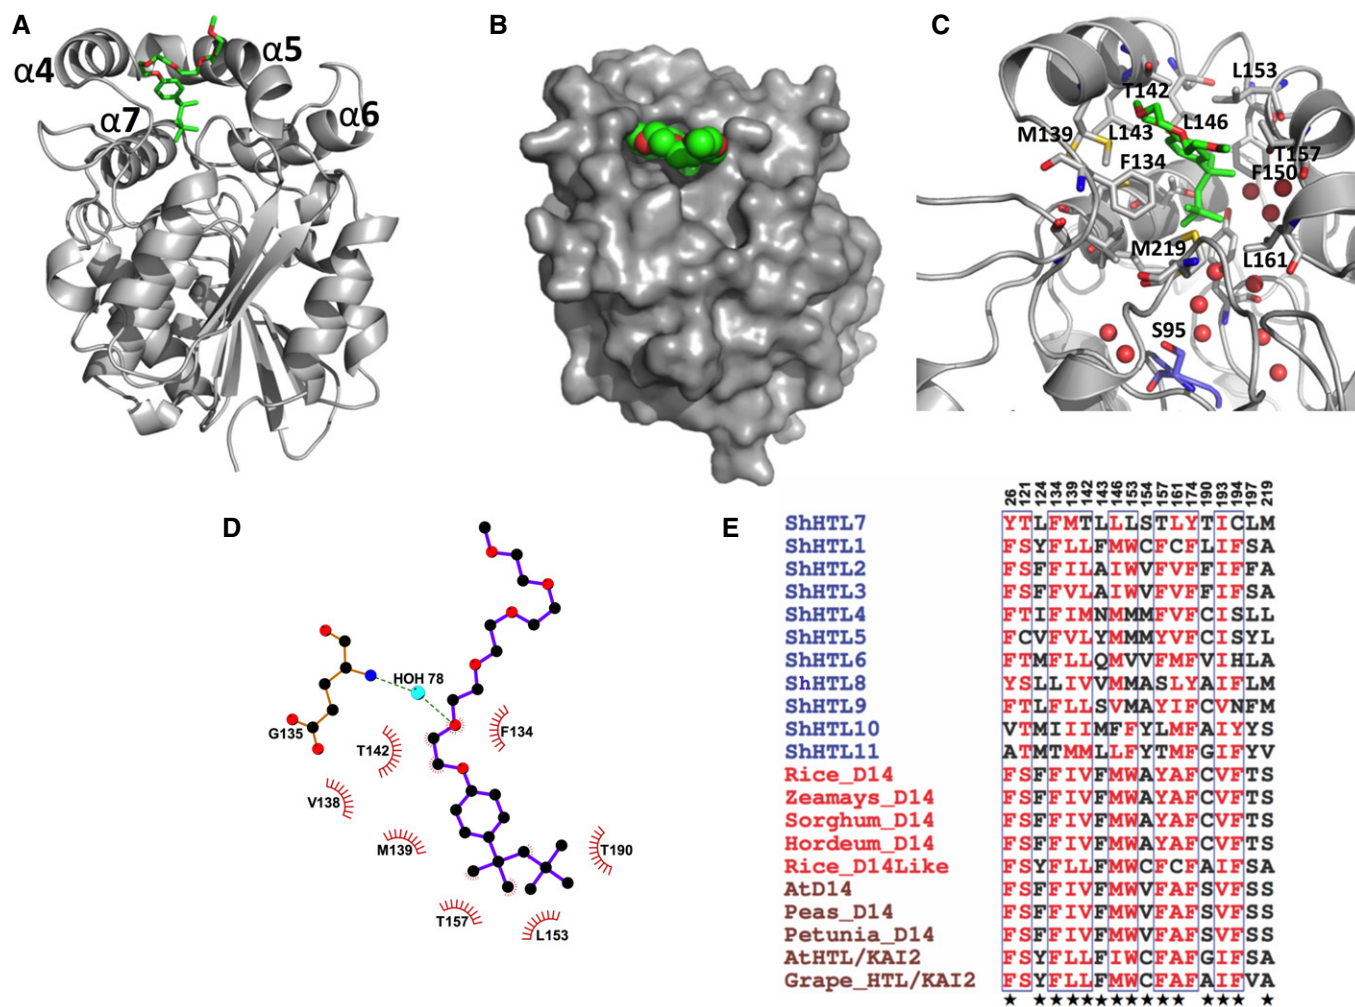 A
α4
α5
α7
α6
B
C
L153
T142
M139
L143
L146
T157
F134
F150
M219
L161
S95
D
HOH 78
G135
T142
F134
V138
M139
T190
T157
L153
E
26 121 124 134 139 142 143 146 153 154 157 161 174 190 193 194 197 219
ShHTL7 YTLFMTLLLSTLYTICLM
ShHTL1 FSYFLLFMWCFCFLIFSA
ShHTL2 FSFFILAIWVFVFFIFFA
ShHTL3 FSFFVLAIWVFVFFIFSA
ShHTL4 FTIFIMNMMMFVFCISLL
ShHTL5 FCVFVLYMMMYVFCISYL
ShHTL6 FTMFLLQMVVFMFVIHLA
ShHTL8 YSLLIVVMMASLYAIFLM
ShHTL9 FTLFLLSVMAYIFCVNFM
ShHTL10 VTMIIIMFFYLMFAIYYS
ShHTL11 ATMTMMLLFYTMFGIFYV
Rice_D14 FSFFIVFMWAYAFCVFTS
Zeamays_D14 FSFFIVFMWAYAFCVFTS
Sorghum_D14 FSFFIVFMWAYAFCVFTS
Hordeum_D14 FSFFIVFMWAYAFCVFTS
Rice_D14Like FSYFLLFMWCFCFAIFSA
AtD14 FSFFIVFMWVFAFSVFSS
Peas_D14 FSFFIVFMWVFAFSVFSS
Petunia_D14 FSFFIVFMWVFAFSVFSS
AtHTL/KAI2 FSYFLLFIWCFAFGIFSA
Grape_HTL/KAI2 FSYFLLFMWCFAFAIFVA